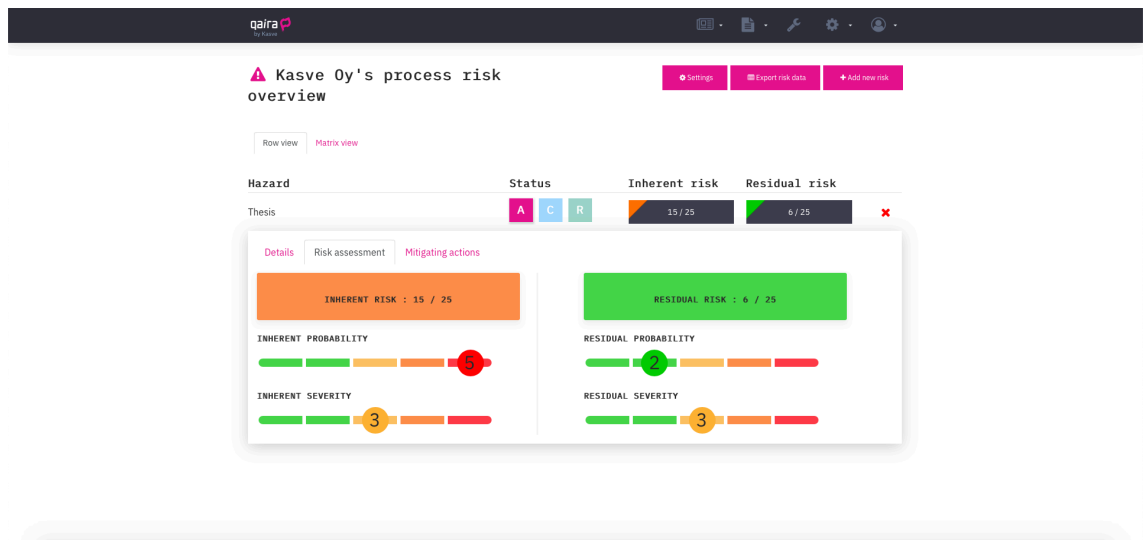 qaira
by Kasve
Kasve Oy's process risk
overview
Settings
Export risk data
Add new risk
Row view
Matrix view
Hazard
Status
Inherent risk
Residual risk
Thesis
A
C
R
15 / 25
6 / 25
Details
Risk assessment
Mitigating actions
INHERENT RISK : 15 / 25
RESIDUAL RISK : 6 / 25
INHERENT PROBABILITY
5
RESIDUAL PROBABILITY
2
INHERENT SEVERITY
3
RESIDUAL SEVERITY
3